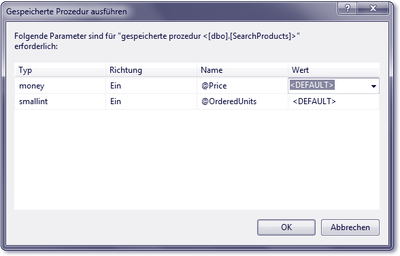 Gespeicherte Prozedur ausführen
Folgende Parameter sind für "gespeicherte prozedur <[dbo].[SearchProducts]>"
erforderlich:
Typ Richtung Name Wert
money Ein @Price <DEFAULT>
smallint Ein @OrderedUnits <DEFAULT>
OK Abbrechen